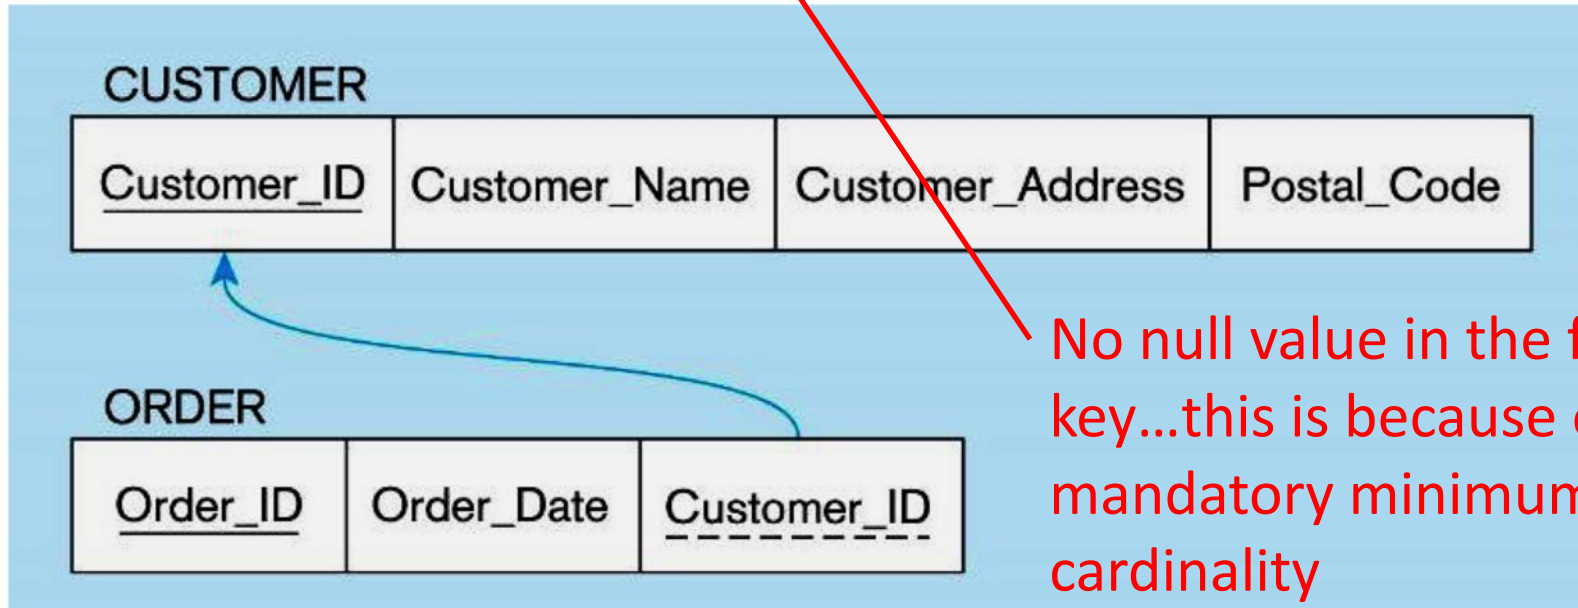 CUSTOMER
Customer_ID Customer_Name Customer_Address Postal_Code
ORDER
Order_ID Order_Date Customer_ID
No null value in the
key…this is because
mandatory minimum
cardinality